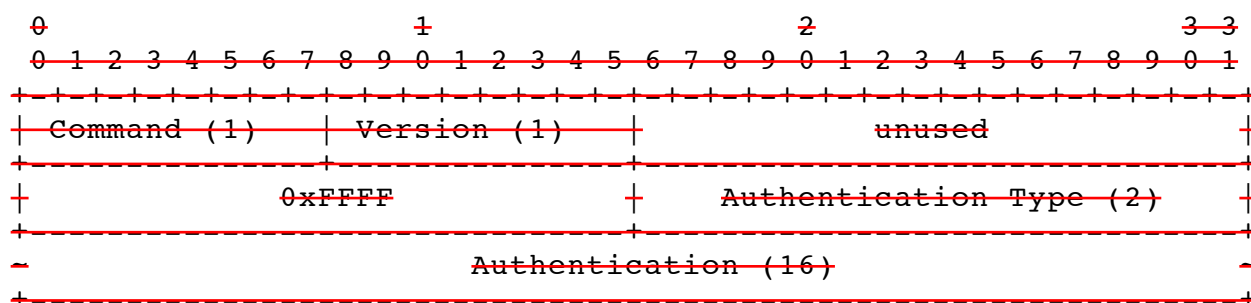 0                   1                   2                   3 3
0 1 2 3 4 5 6 7 8 9 0 1 2 3 4 5 6 7 8 9 0 1 2 3 4 5 6 7 8 9 0 1
+-+-+-+-+-+-+-+-+-+-+-+-+-+-+-+-+-+-+-+-+-+-+-+-+-+-+-+-+-+-+-+-+
| Command (1)   | Version (1)   |            unused             |
+---------------+---------------+-------------------------------+
|             0xFFFF            |    Authentication Type (2)    |
+-------------------------------+-------------------------------+
~                       Authentication (16)                     ~
+---------------------------------------------------------------+